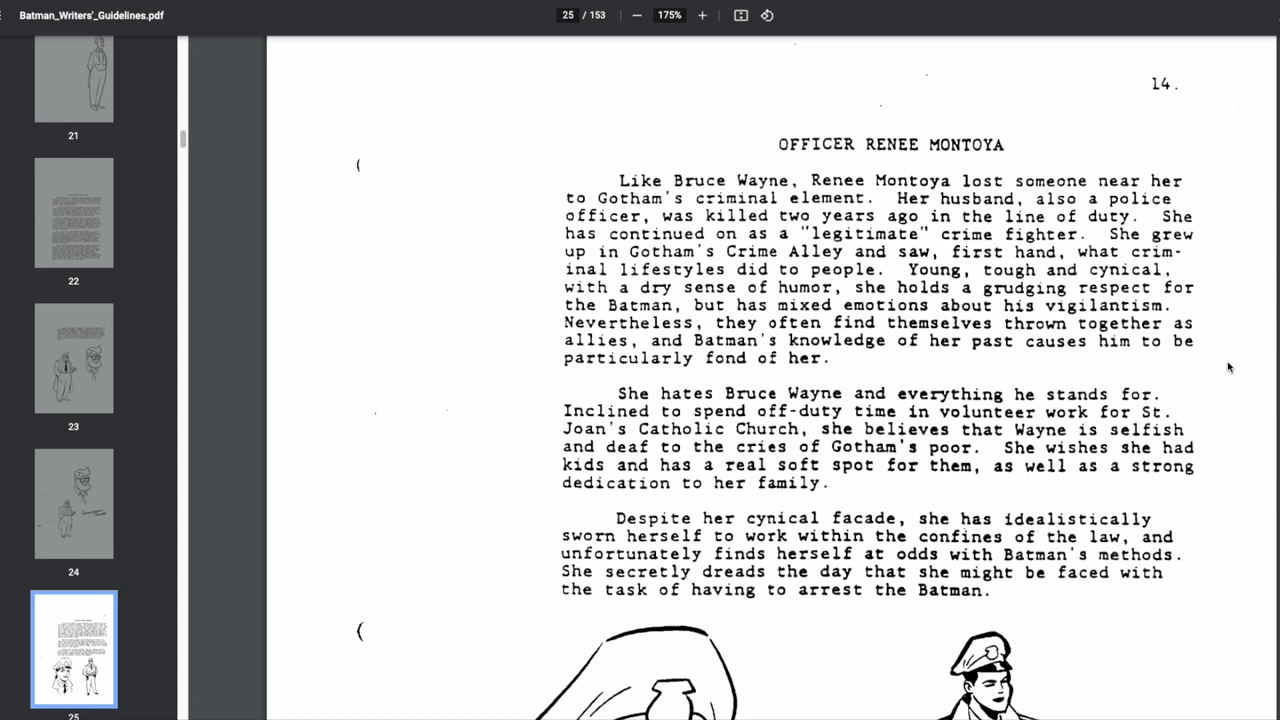 Batman_Writers'_Guidelines.pdf
25 / 153
175%
21
22
23
24
25
14.
OFFICER RENEE MONTOYA
Like Bruce Wayne, Renee Montoya lost someone near her
to Gotham's criminal element. Her husband, also a police
officer, was killed two years ago in the line of duty. She
has continued on as a "legitimate" crime fighter. She grew
up in Gotham's Crime Alley and saw, first hand, what crim-
inal lifestyles did to people. Young, tough and cynical,
with a dry sense of humor, she holds a grudging respect for
the Batman, but has mixed emotions about his vigilantism.
Nevertheless, they often find themselves thrown together as
allies, and Batman's knowledge of her past causes him to be
particularly fond of her.
She hates Bruce Wayne and everything he stands for.
Inclined to spend off-duty time in volunteer work for St.
Joan's Catholic Church, she believes that Wayne is selfish
and deaf to the cries of Gotham's poor. She wishes she had
kids and has a real soft spot for them, as well as a strong
dedication to her family.
Despite her cynical facade, she has idealistically
sworn herself to work within the confines of the law, and
unfortunately finds herself at odds with Batman's methods.
She secretly dreads the day that she might be faced with
the task of having to arrest the Batman.